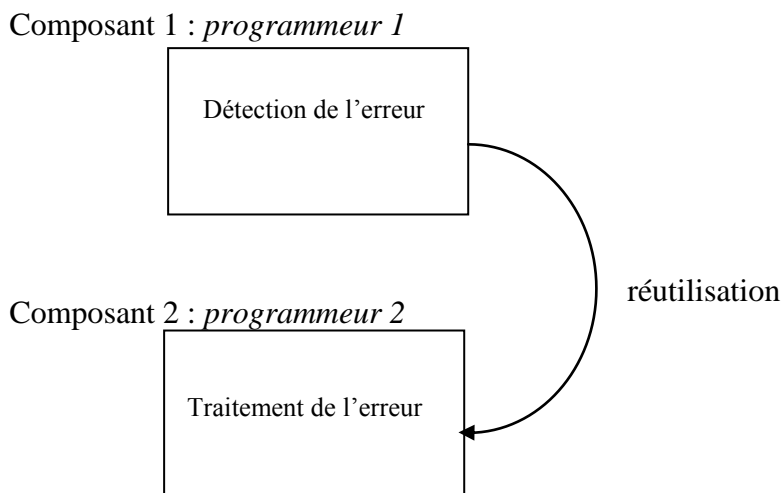 Composant 1 : programmeur 1
Détection de l’erreur
réutilisation
Composant 2 : programmeur 2
Traitement de l’erreur